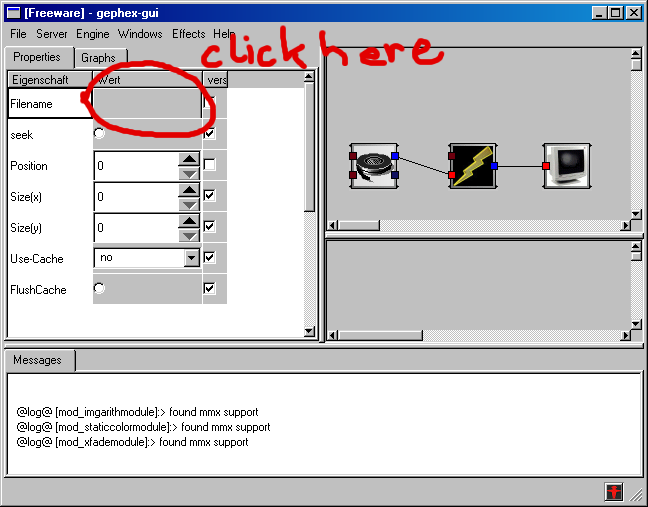 [Freeware] - gephex-gui
File Server Engine Windows Effects Help
click here
Properties Graphs
Eigenschaft Wert vers
Filename
seek
Position 0
Size(x) 0
Size(y) 0
Use-Cache no
FlushCache
Messages
@log@ [mod_imgarithmodule]:> found mmx support
@log@ [mod_staticcolormodule]:> found mmx support
@log@ [mod_xfademodule]:> found mmx support